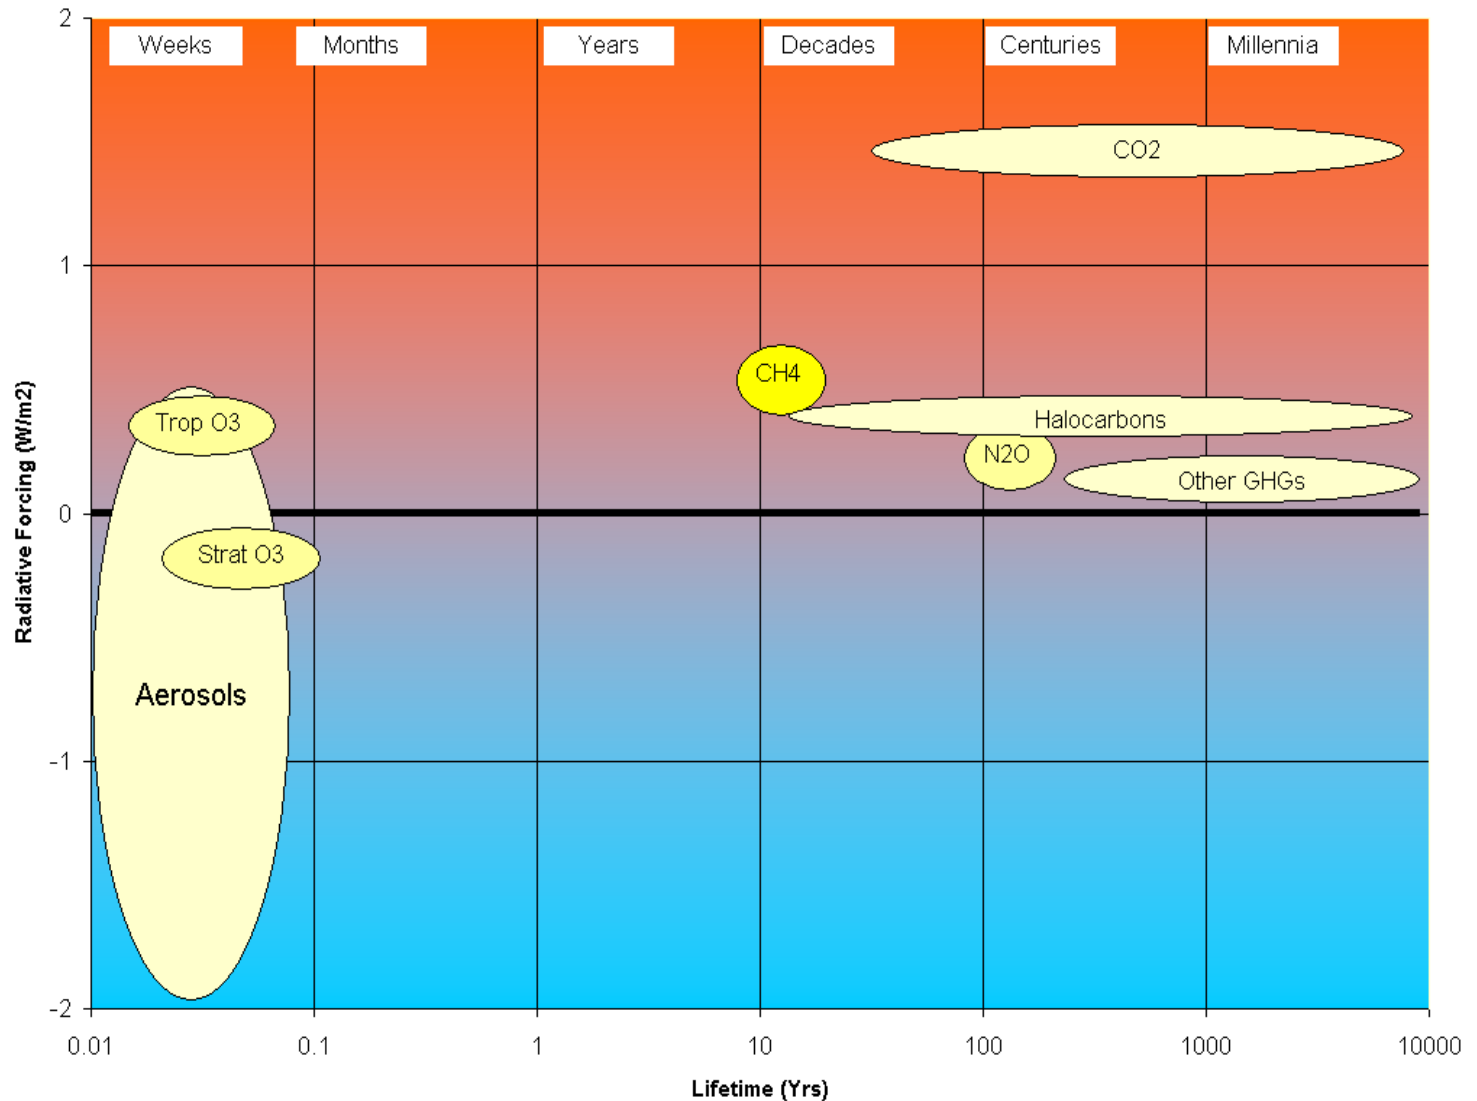 2
Weeks
Months
Years
Decades
Centuries
Millennia
CO2
1
CH4
Trop O3
Halocarbons
N2O
Other GHGs
0
Strat O3
Aerosols
-1
-2
0.01
0.1
1
10
100
1000
10000
Radiative Forcing (W/m2)
Lifetime (Yrs)